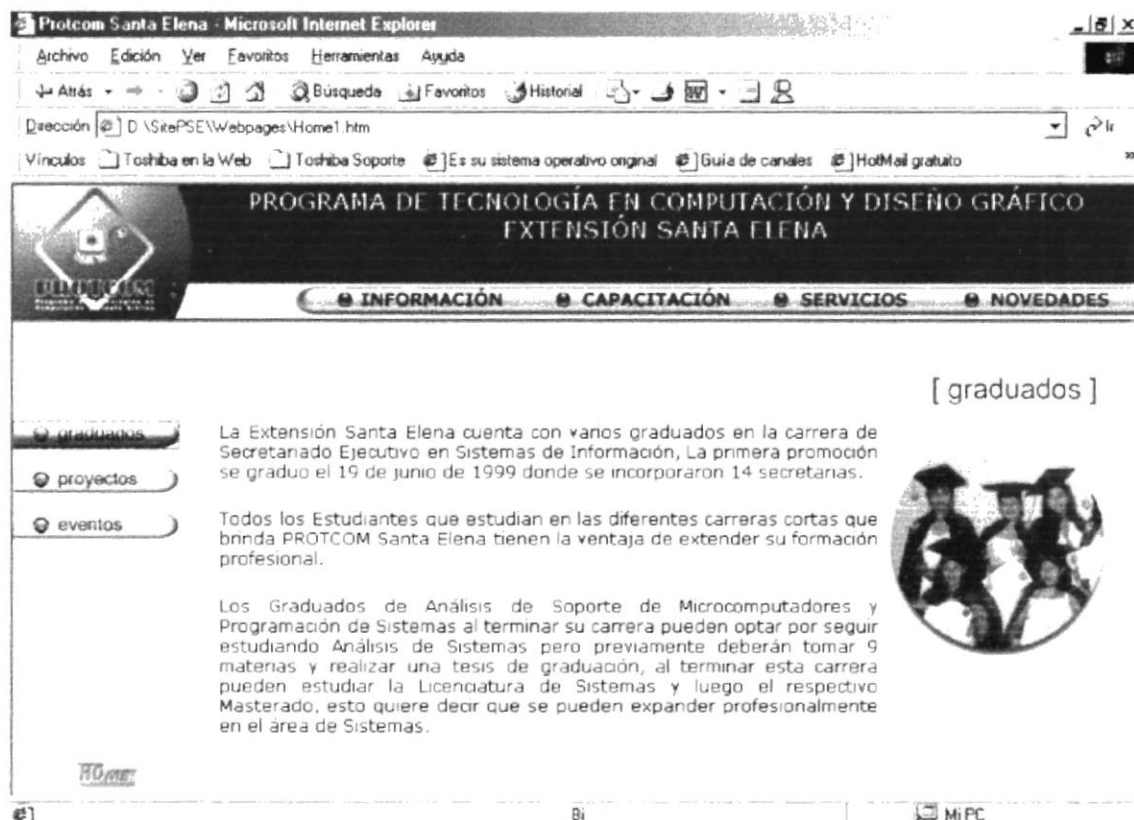 Protcom Santa Elena - Microsoft Internet Explorer
Archivo Edición Ver Favoritos Herramientas Ayuda
Atrás Búsqueda Favoritos Historial
Dirección D:\SitePSE\Webpages\Home1.htm Ir
Vínculos Toshiba en la Web Toshiba Soporte Es su sistema operativo original Guía de canales HotMail gratuito
PROGRAMA DE TECNOLOGÍA EN COMPUTACIÓN Y DISEÑO GRÁFICO
EXTENSIÓN SANTA ELENA
PROTCOM
INFORMACIÓN CAPACITACIÓN SERVICIOS NOVEDADES
[ graduados ]
graduados
proyectos
eventos
La Extensión Santa Elena cuenta con varios graduados en la carrera de
Secretariado Ejecutivo en Sistemas de Información, La primera promoción
se graduo el 19 de junio de 1999 donde se incorporaron 14 secretarias.
Todos los Estudiantes que estudian en las diferentes carreras cortas que
brinda PROTCOM Santa Elena tienen la ventaja de extender su formación
profesional.
Los Graduados de Análisis de Soporte de Microcomputadores y
Programación de Sistemas al terminar su carrera pueden optar por seguir
estudiando Análisis de Sistemas pero previamente deberán tomar 9
materias y realizar una tesis de graduación, al terminar esta carrera
pueden estudiar la Licenciatura de Sistemas y luego el respectivo
Masterado, esto quiere decir que se pueden expander profesionalmente
en el área de Sistemas.
HOME
Mi PC